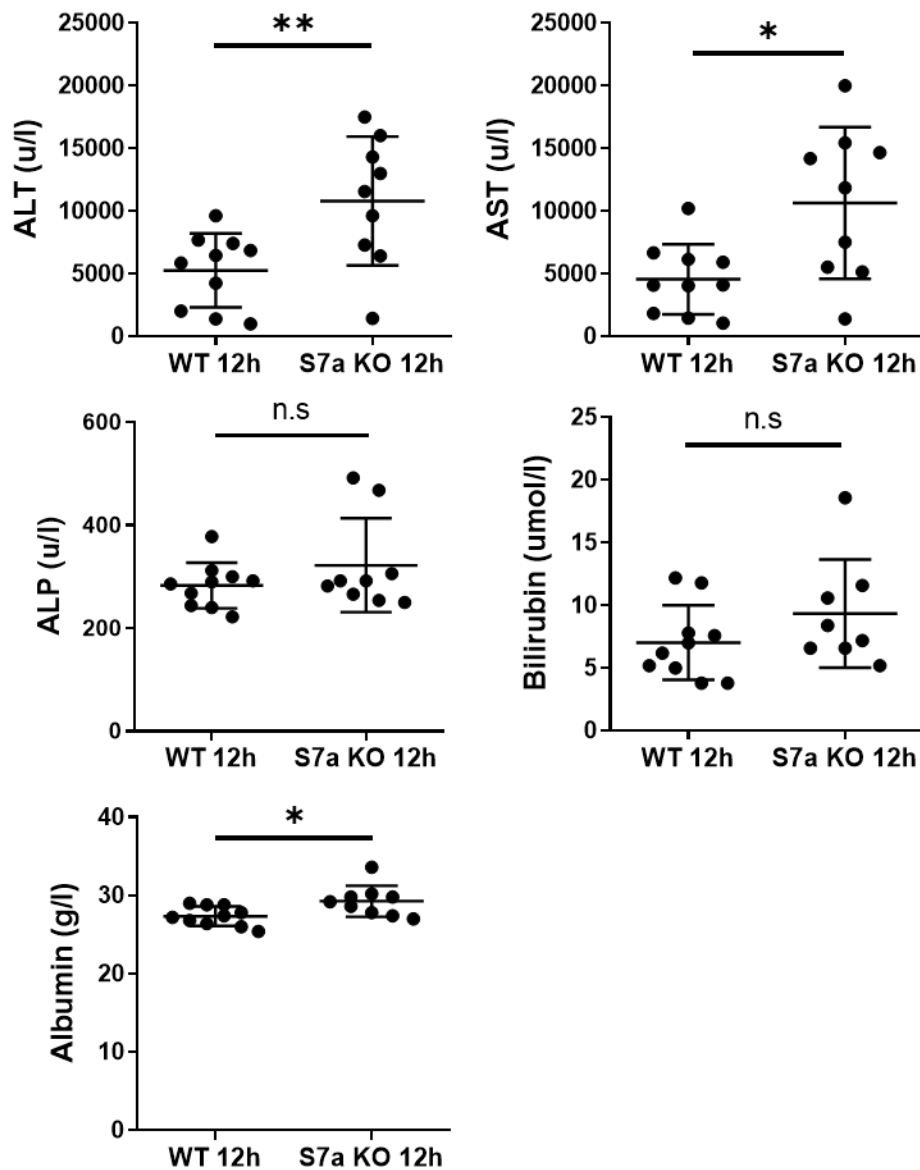 **
ALT (u/l)
25000
20000
15000
10000
5000
0
WT 12h S7a KO 12h
*
AST (u/l)
25000
20000
15000
10000
5000
0
WT 12h S7a KO 12h
n.s
ALP (u/l)
600
400
200
0
WT 12h S7a KO 12h
n.s
Bilirubin (umol/l)
25
20
15
10
5
0
WT 12h S7a KO 12h
*
Albumin (g/l)
40
30
20
10
0
WT 12h S7a KO 12h